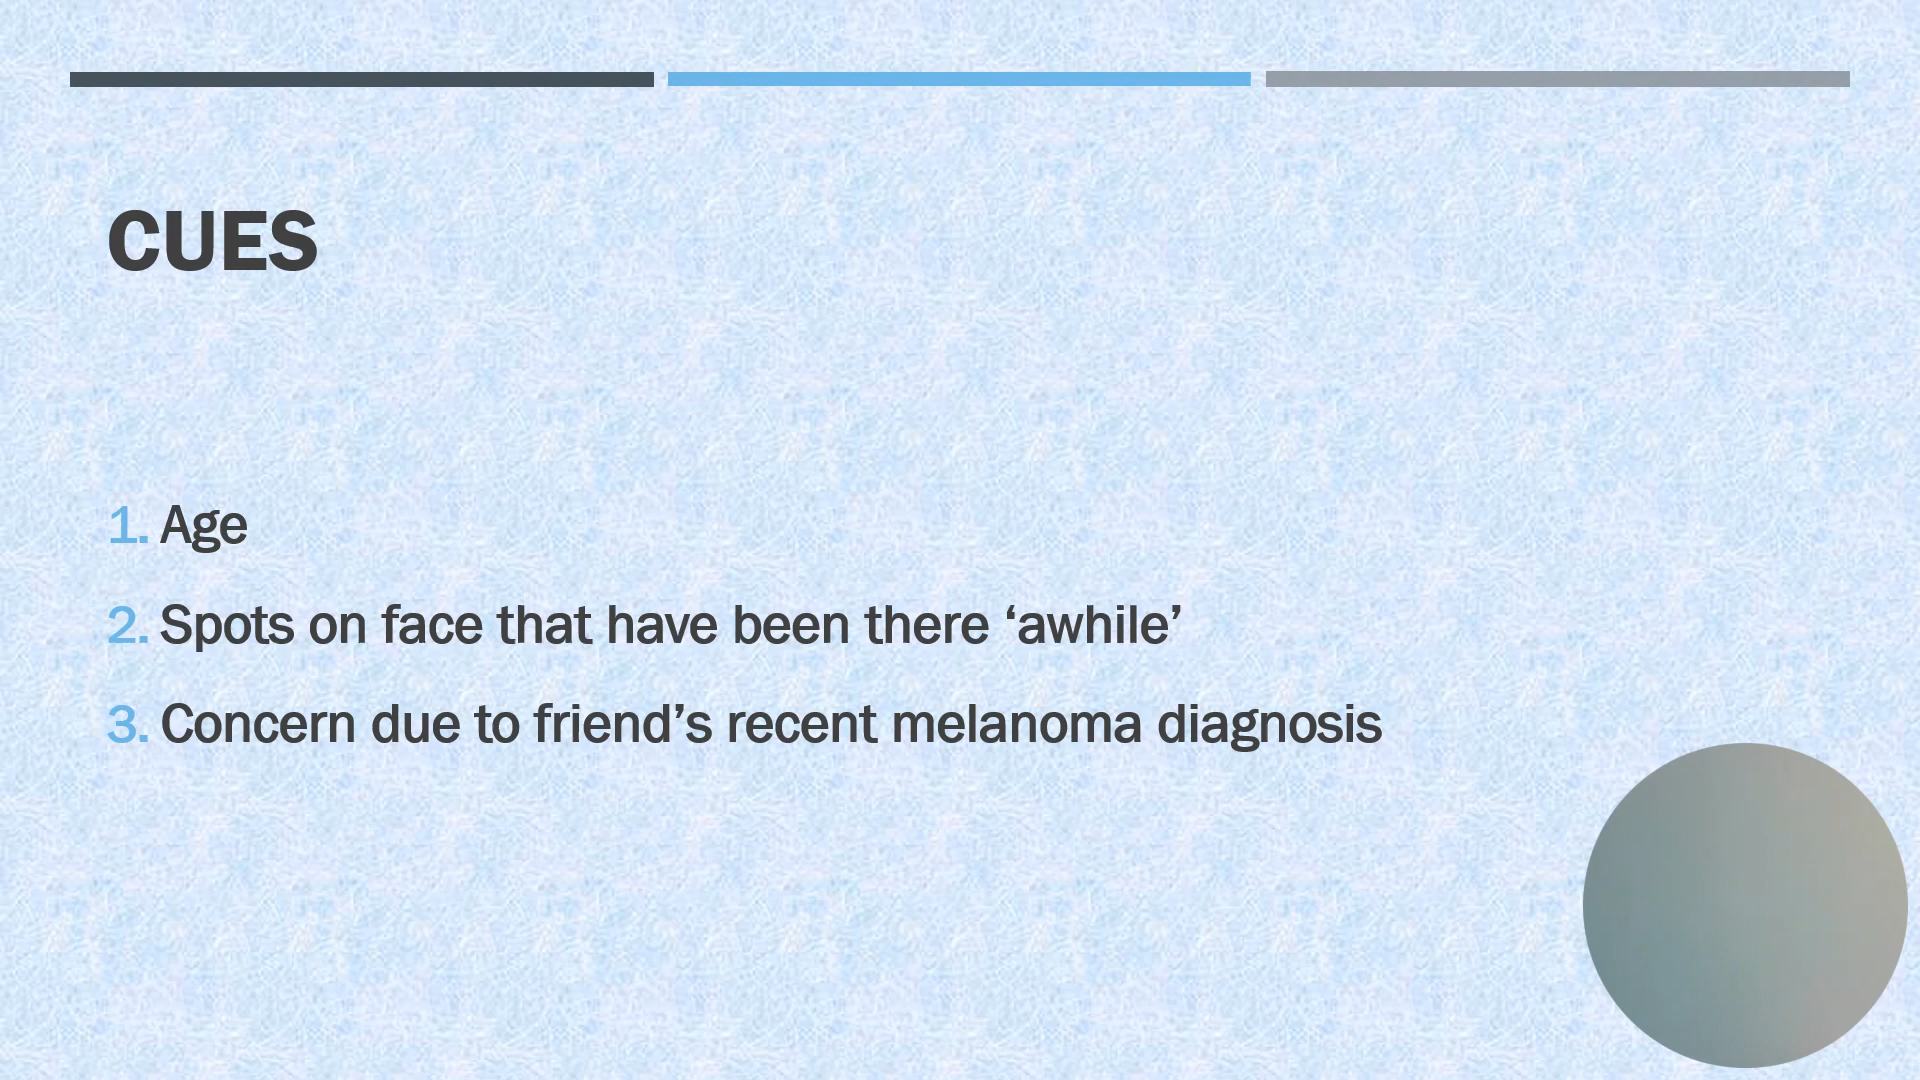 CUES
1. Age
2. Spots on face that have been there ‘awhile’
3. Concern due to friend’s recent melanoma diagnosis